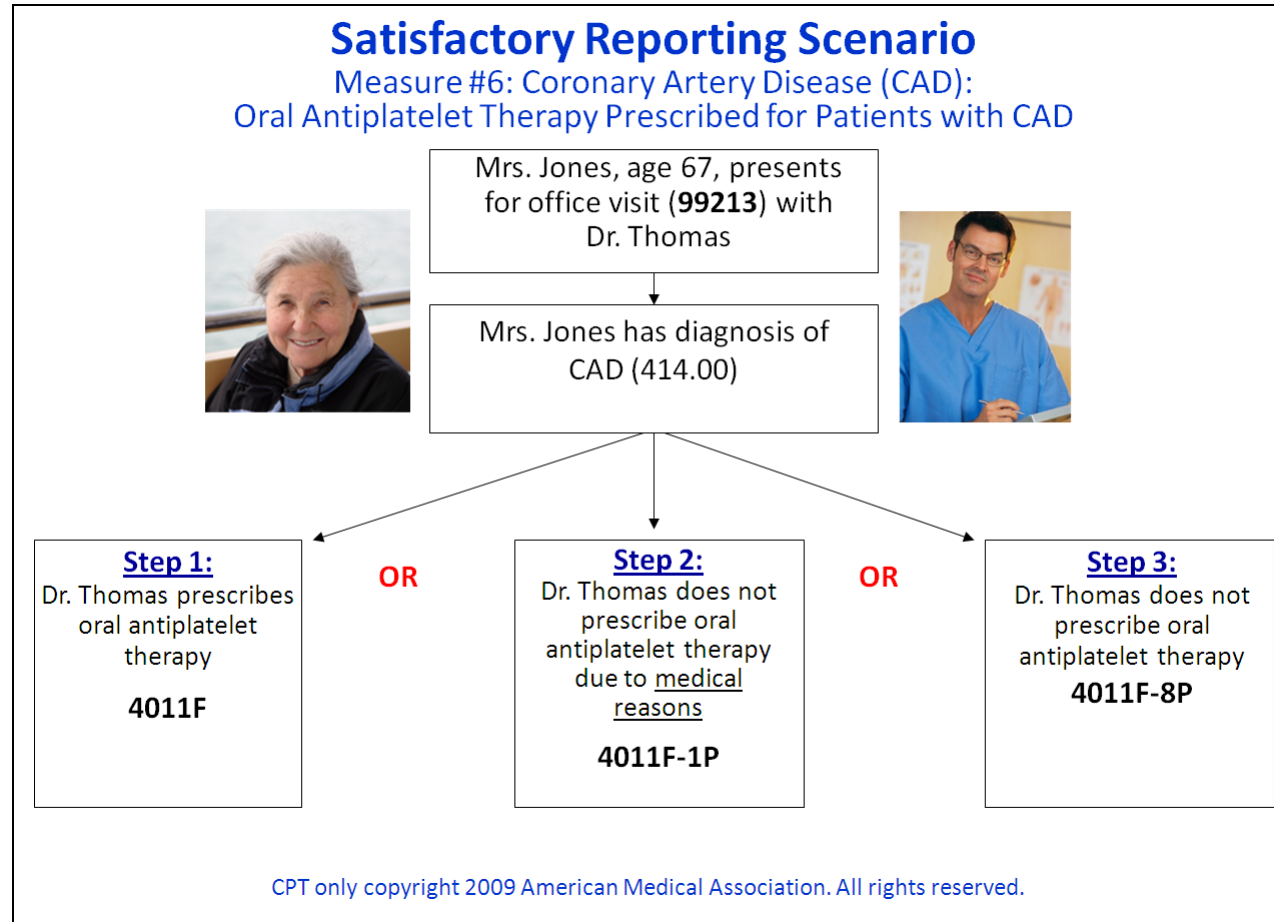 Satisfactory Reporting Scenario
Measure #6: Coronary Artery Disease (CAD):
Oral Antiplatelet Therapy Prescribed for Patients with CAD
Mrs. Jones, age 67, presents
for office visit (99213) with
Dr. Thomas
Mrs. Jones has diagnosis of
CAD (414.00)
Step 1:
Dr. Thomas prescribes
oral antiplatelet
therapy
4011F
OR
Step 2:
Dr. Thomas does not
prescribe oral
antiplatelet therapy
due to medical
reasons
4011F-1P
OR
Step 3:
Dr. Thomas does not
prescribe oral
antiplatelet therapy
4011F-8P
CPT only copyright 2009 American Medical Association. All rights reserved.